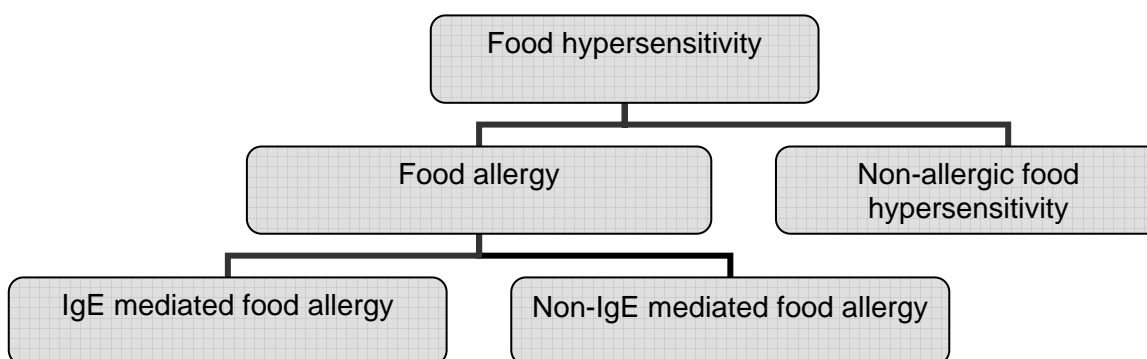 Food hypersensitivity
Food allergy
Non-allergic food
hypersensitivity
IgE mediated food allergy
Non-IgE mediated food allergy